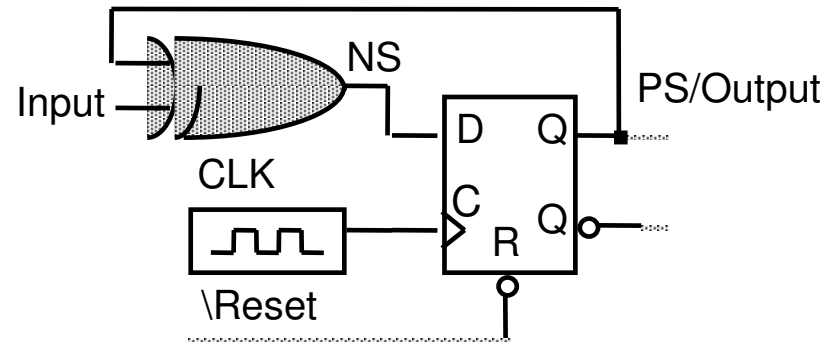 NS
PS/Output
Input
D Q
CLK
C
Q
R
\Reset